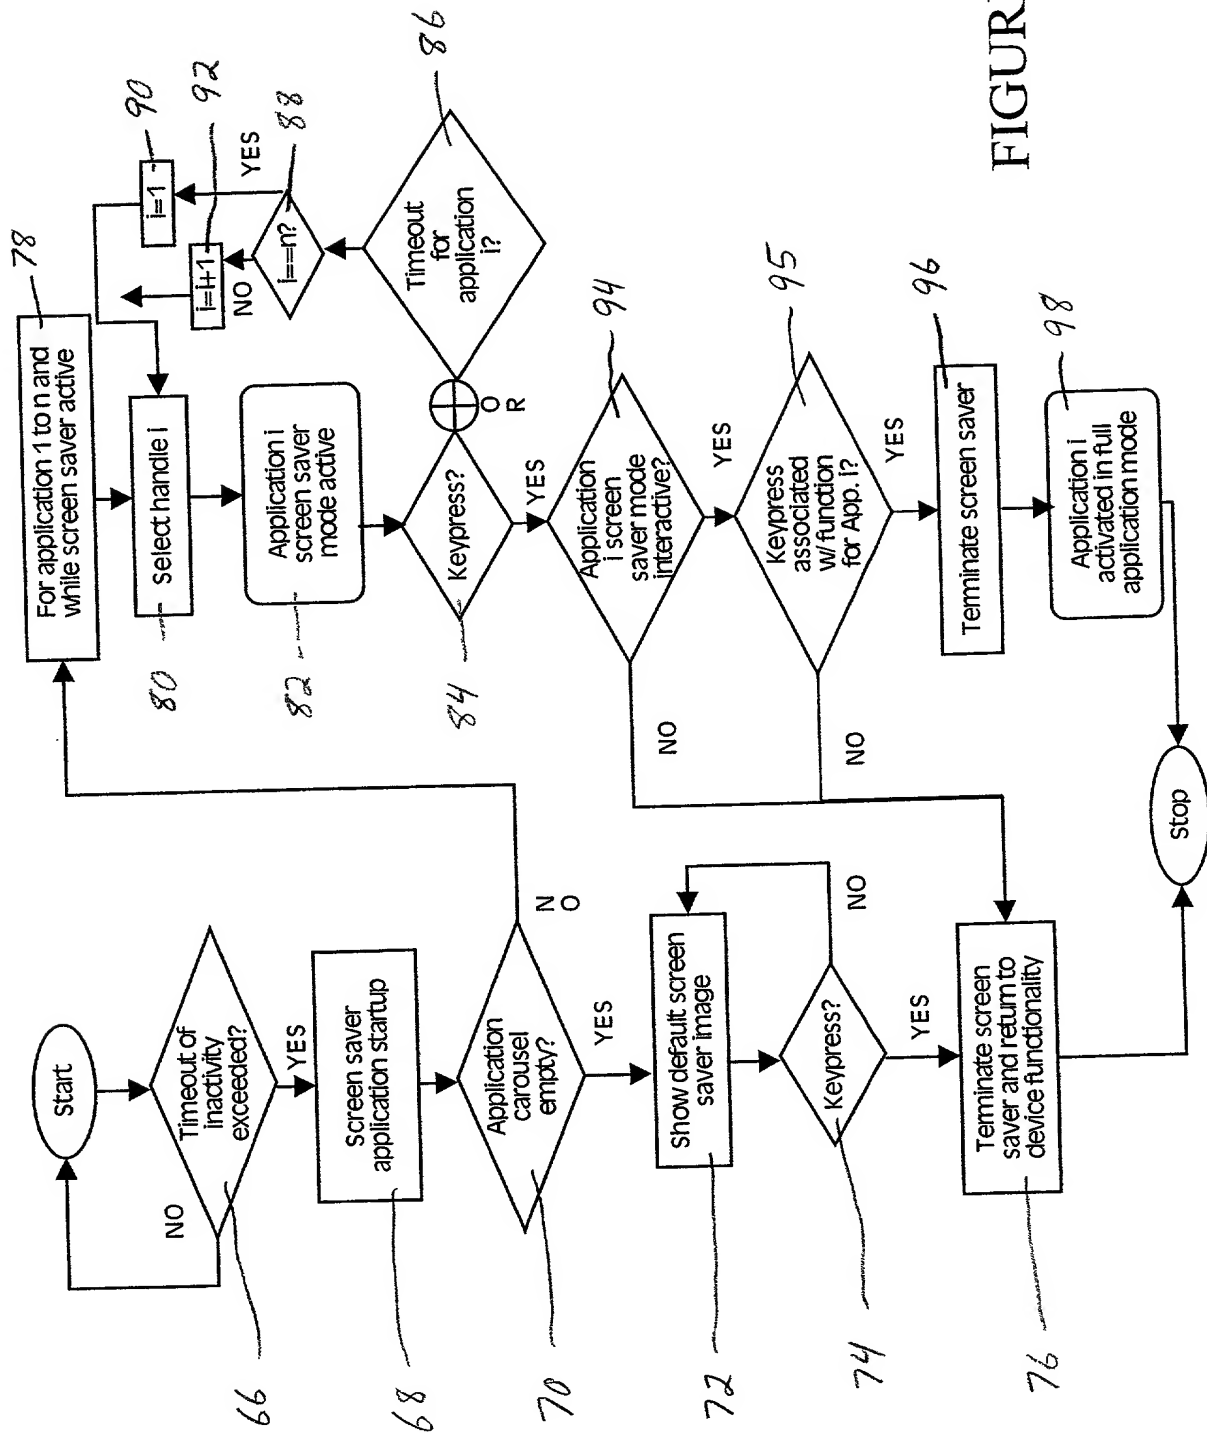 Start
Timeout of
inactivity
exceeded?
NO
YES
66
Screen saver
application startup
68
Application
carousel
empty?
N
O
YES
70
Show default screen
saver image
72
Keypress?
NO
YES
74
Terminate screen
saver and return to
device functionality
76
For application 1 to n and
while screen saver active
78
Select handle i
80
Application i
screen saver
mode active
82
Keypress?
84
YES
O
R
Timeout
for
application
i?
86
i==n?
88
YES
NO
i=1
90
i=i+1
92
Application
i screen
saver mode
interactive?
94
NO
YES
Keypress
associated
w/ function
for App. i?
95
NO
YES
Terminate screen saver
96
Application i
activated in full
application mode
98
Stop